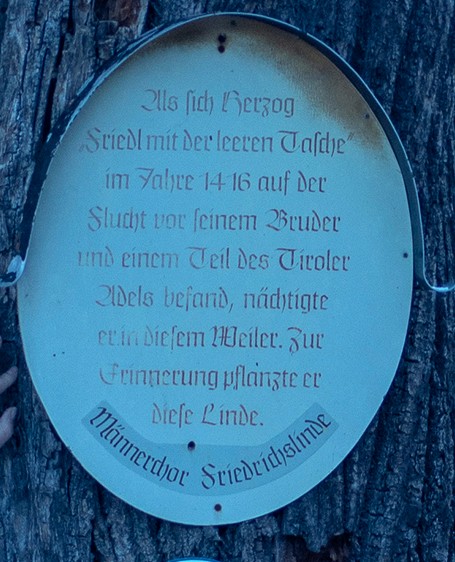 Als sich Herzog
„Friedl mit der leeren Tasche“
im Jahre 1416 auf der
Flucht vor seinem Bruder
und einem Teil des Tiroler
Adels befand, nächtigte
er in diesem Weiler. Zur
Erinnerung pflanzte er
diese Linde.
Männerchor Friedrichslinde